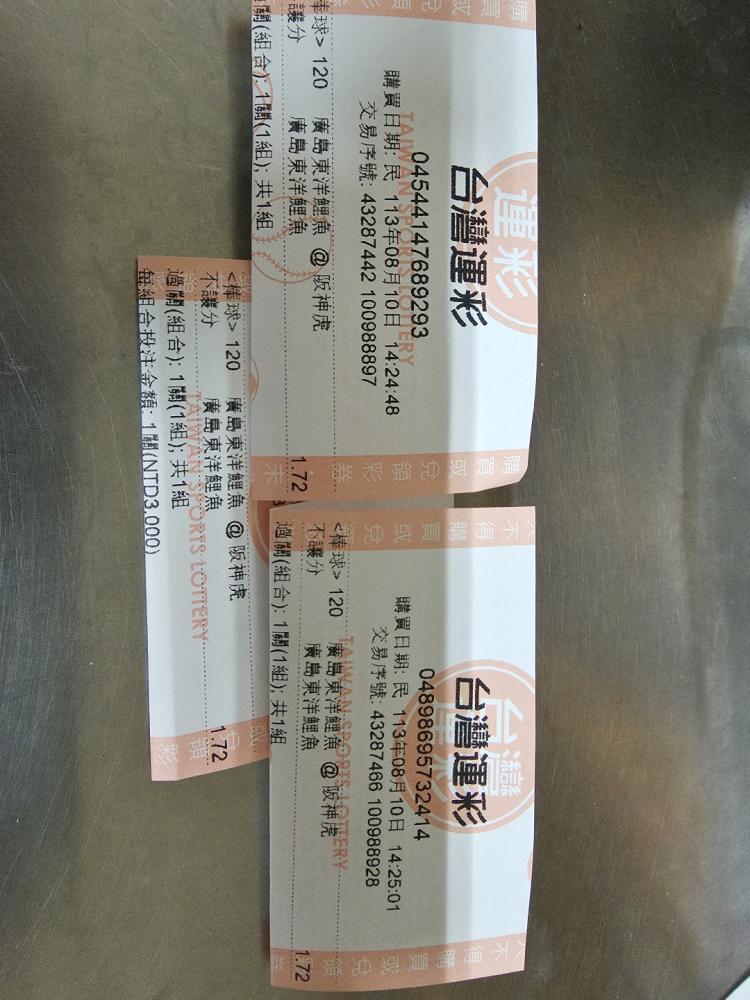 台灣運彩
04544147689293
購買日期: 民 113年08月10日 14:24:48
交易序號: 43287442 100988897
棒球> 120 廣島東洋鯉魚 @ 阪神虎
讓分 廣島東洋鯉魚 1.72
關(組合): 1關(1組); 共1組
台灣運彩
04898695732414
購買日期: 民 113年08月10日 14:25:01
交易序號: 43287466 100988928
<棒球> 120 廣島東洋鯉魚 @ 阪神虎
不讓分 廣島東洋鯉魚 1.72
過關(組合): 1關(1組); 共1組
<棒球> 120 廣島東洋鯉魚 @ 阪神虎
不讓分 廣島東洋鯉魚 1.72
過關(組合): 1關(1組); 共1組
每組合投注金額: 1關(NTD3,000)
TAIWAN SPORTS LOTTERY
TAIWAN SPORTS LOTTERY
TAIWAN SPORTS LOTTERY
運彩
台灣